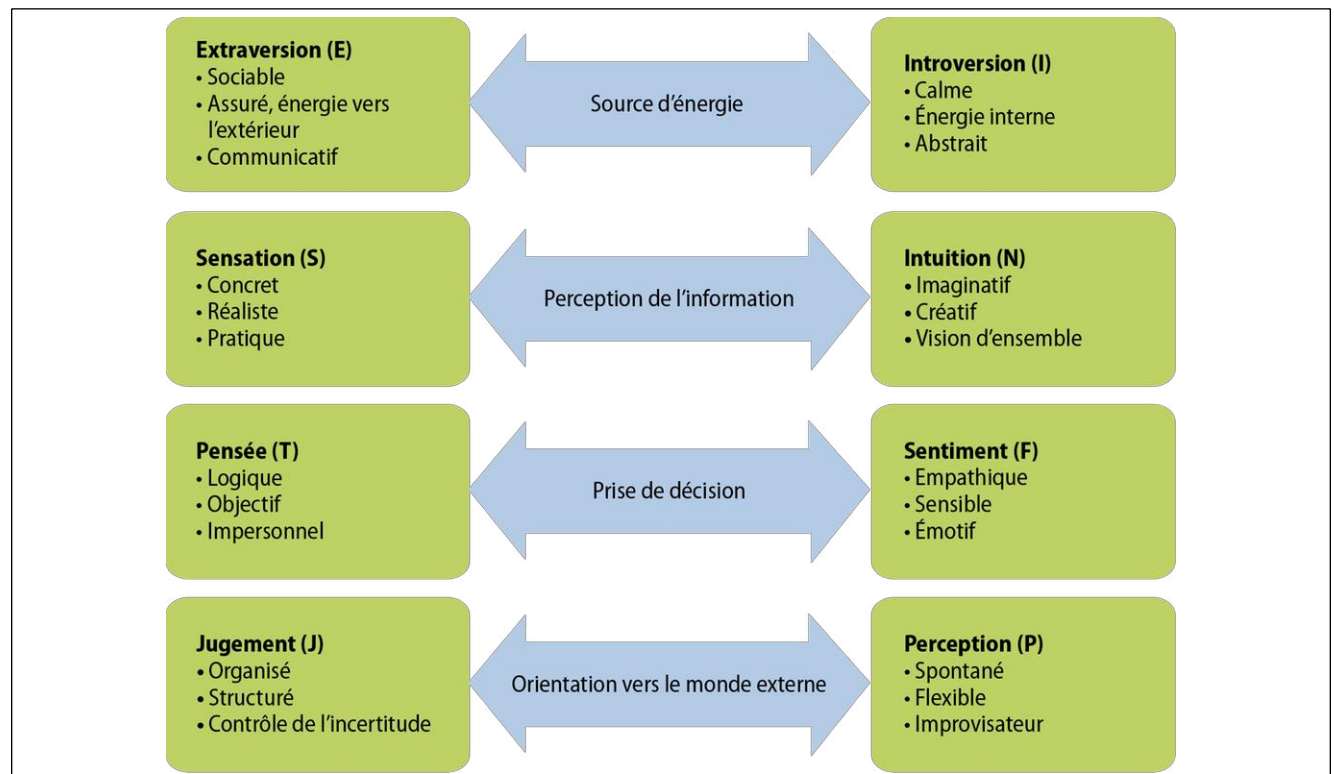 Extraversion (E)
• Sociable
• Assuré, énergie vers
l'extérieur
• Communicatif
Source d'énergie
Introversion (I)
• Calme
• Énergie interne
• Abstrait
Sensation (S)
• Concret
• Réaliste
• Pratique
Perception de l'information
Intuition (N)
• Imaginatif
• Créatif
• Vision d'ensemble
Pensée (T)
• Logique
• Objectif
• Impersonnel
Prise de décision
Sentiment (F)
• Empathique
• Sensible
• Émotif
Jugement (J)
• Organisé
• Structuré
• Contrôle de l'incertitude
Orientation vers le monde externe
Perception (P)
• Spontané
• Flexible
• Improvisateur